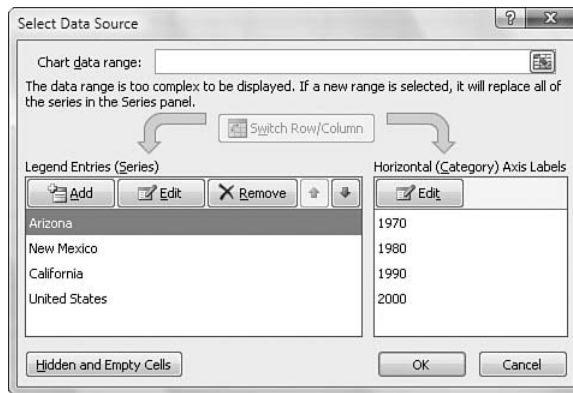 Select Data Source
Chart data range:
The data range is too complex to be displayed. If a new range is selected, it will replace all
of the series in the Series panel.
Switch Row/Column
Legend Entries (Series)
Horizontal (Category) Axis Labels
Add Edit Remove
Edit
Arizona
New Mexico
California
United States
1970
1980
1990
2000
Hidden and Empty Cells
OK Cancel